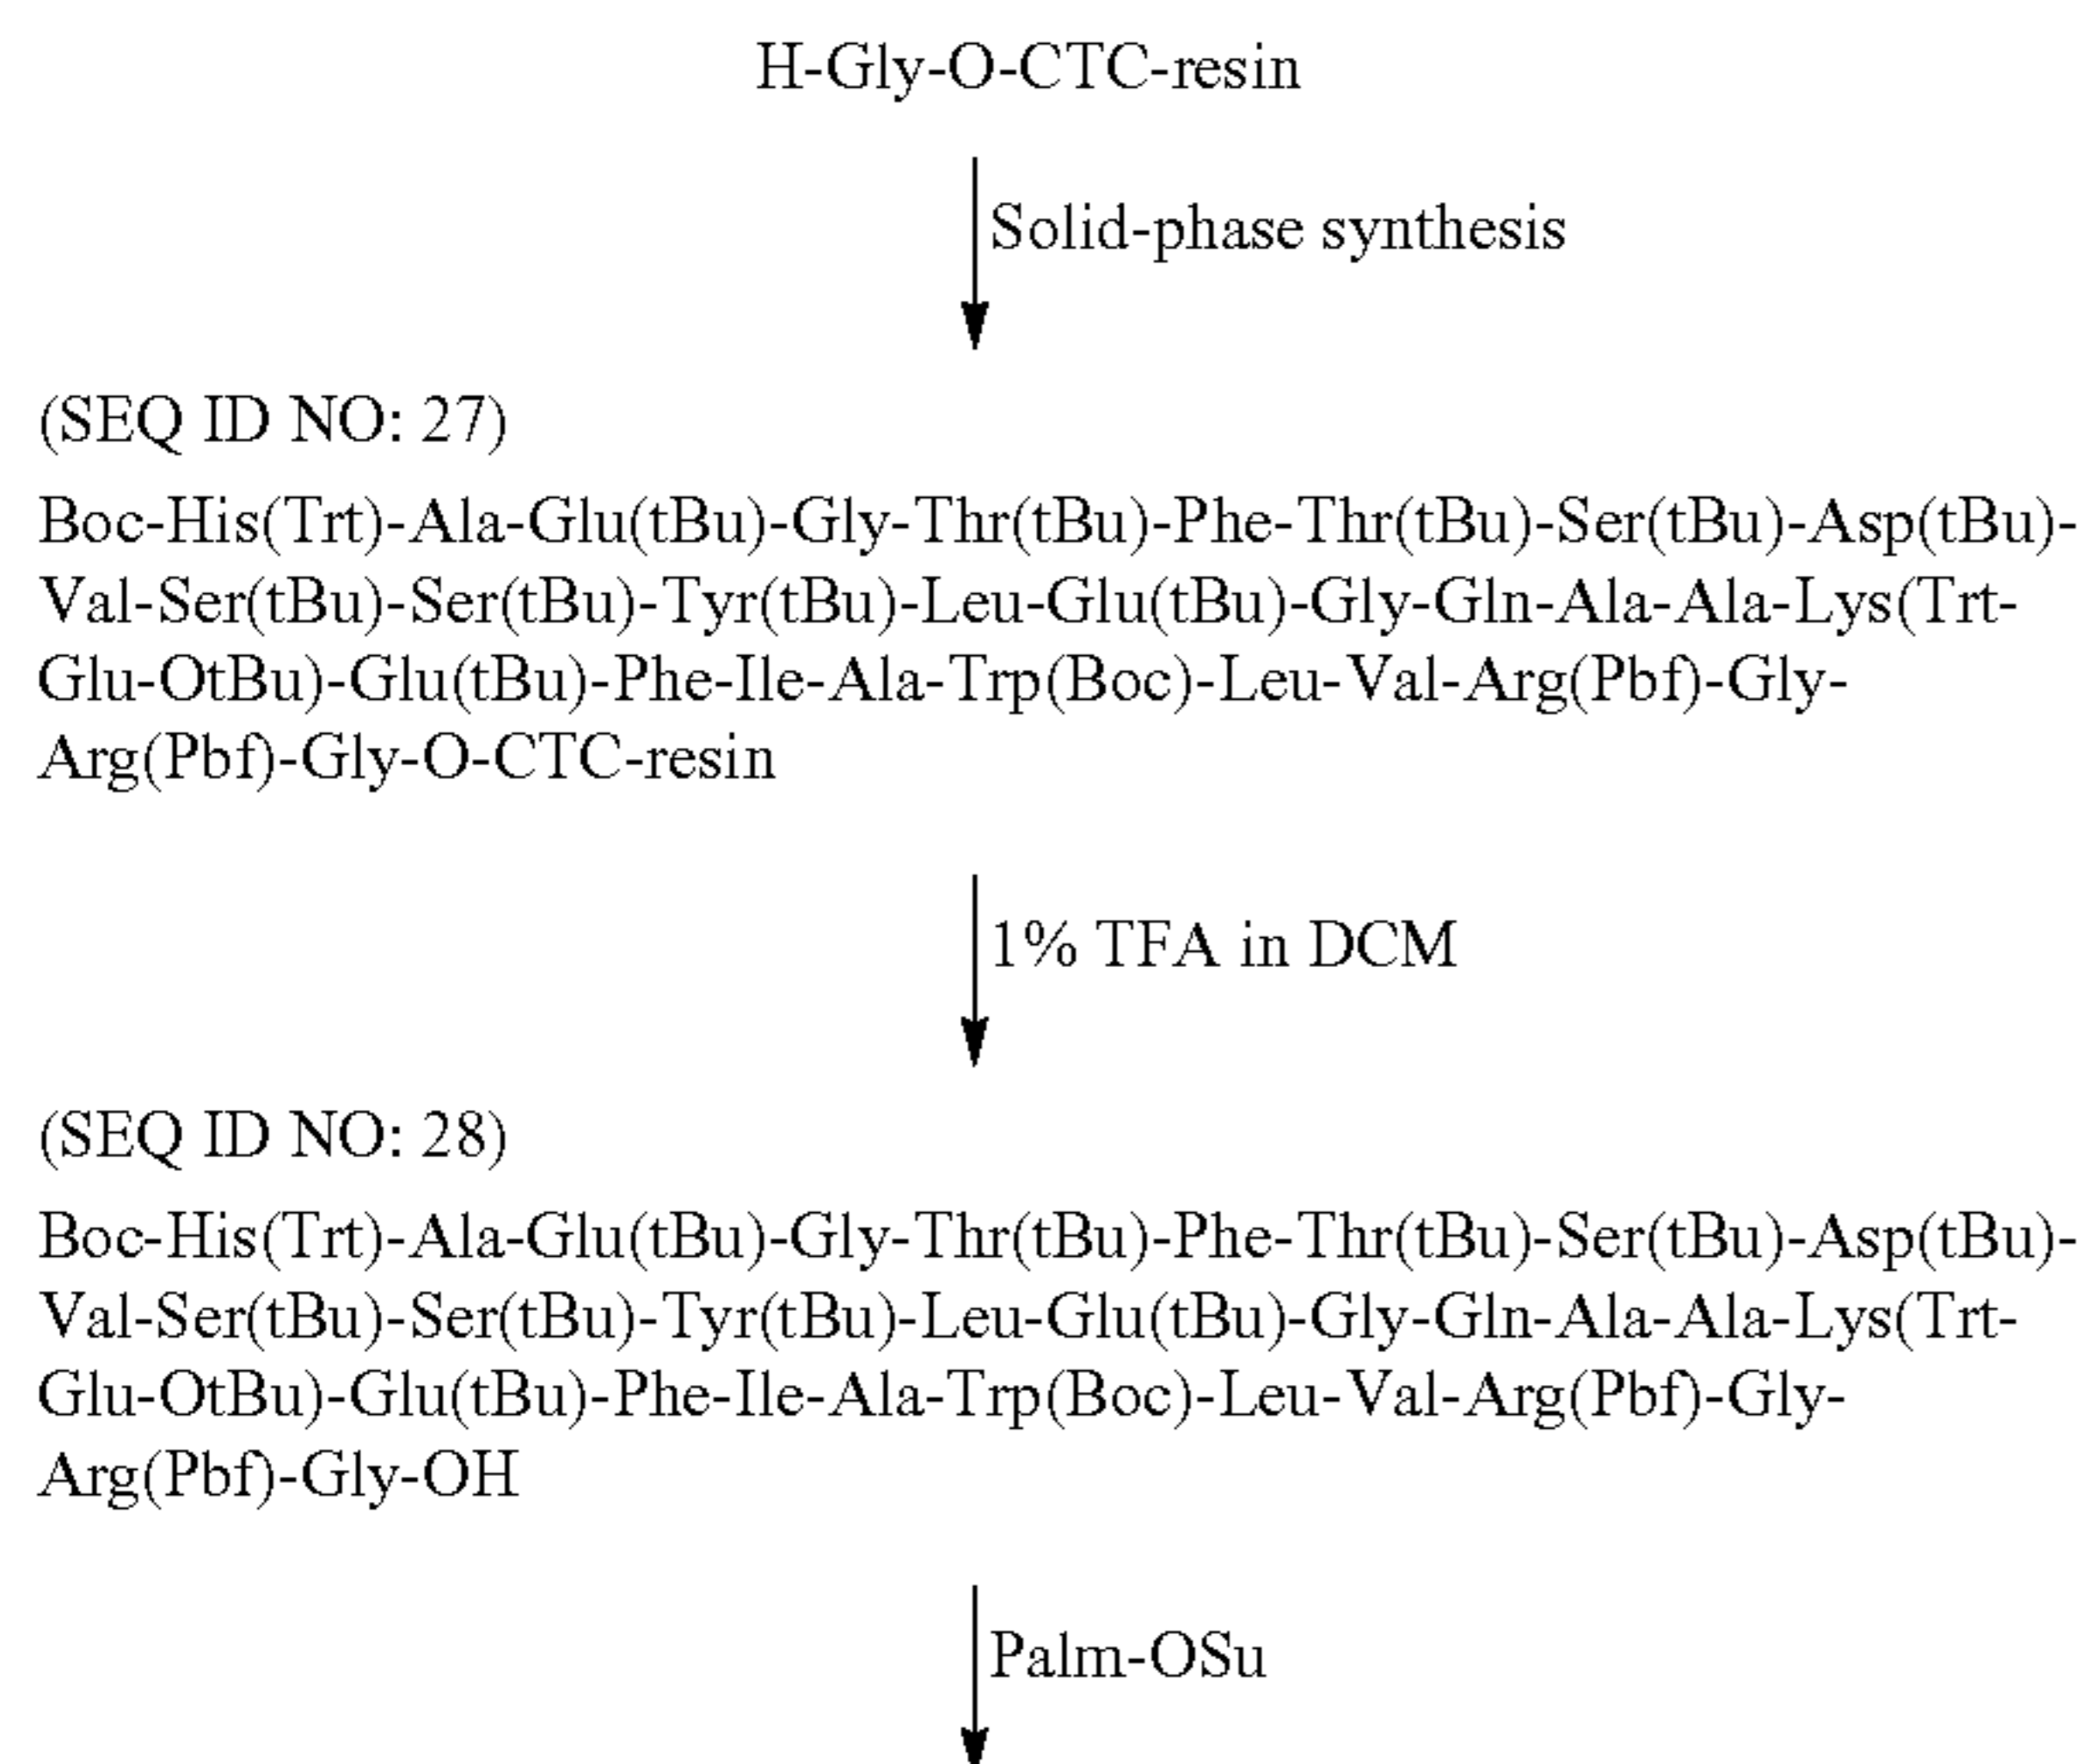 H-Gly-O-CTC-resin
Solid-phase synthesis
(SEQ ID NO: 27)
Boc-His(Trt)-Ala-Glu(tBu)-Gly-Thr(tBu)-Phe-Thr(tBu)-Ser(tBu)-Asp(tBu)-
Val-Ser(tBu)-Ser(tBu)-Tyr(tBu)-Leu-Glu(tBu)-Gly-Gln-Ala-Ala-Lys(Trt-
Glu-OtBu)-Glu(tBu)-Phe-Ile-Ala-Trp(Boc)-Leu-Val-Arg(Pbf)-Gly-
Arg(Pbf)-Gly-O-CTC-resin
1% TFA in DCM
(SEQ ID NO: 28)
Boc-His(Trt)-Ala-Glu(tBu)-Gly-Thr(tBu)-Phe-Thr(tBu)-Ser(tBu)-Asp(tBu)-
Val-Ser(tBu)-Ser(tBu)-Tyr(tBu)-Leu-Glu(tBu)-Gly-Gln-Ala-Ala-Lys(Trt-
Glu-OtBu)-Glu(tBu)-Phe-Ile-Ala-Trp(Boc)-Leu-Val-Arg(Pbf)-Gly-
Arg(Pbf)-Gly-OH
Palm-OSu